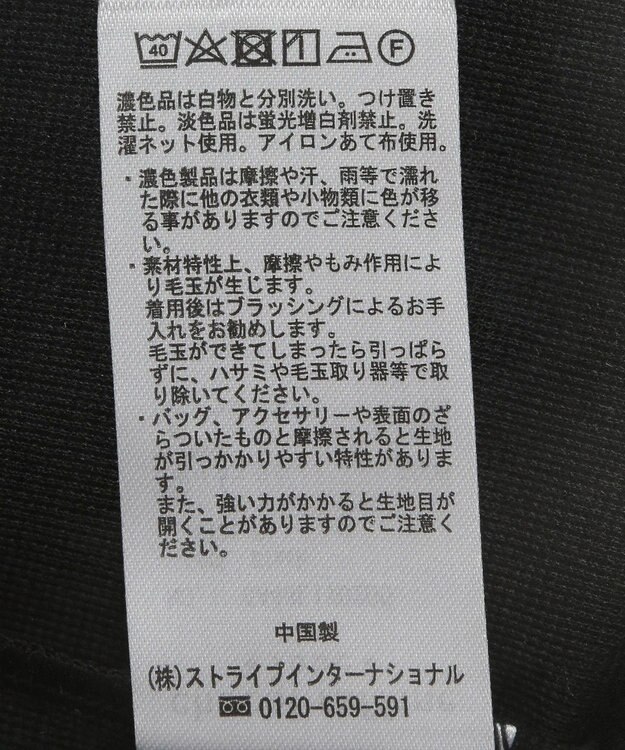 40 F
濃色品は白物と分別洗い。つけ置き
禁止。淡色品は蛍光増白剤禁止。洗
濯ネット使用。アイロンあて布使用。
・濃色製品は摩擦や汗、雨等で濡れ
た際に他の衣類や小物類に色が移
る事がありますのでご注意くださ
い。
・素材特性上、摩擦やもみ作用によ
り毛玉が生じます。
着用後はブラッシングによるお手
入れをお勧めします。
毛玉ができてしまったら引っぱら
ずに、ハサミや毛玉取り器等で取
り除いてください。
・バッグ、アクセサリーや表面のざ
らついたものと摩擦されると生地
が引っかかりやすい特性がありま
す。
また、強い力がかかると生地目が
開くことがありますのでご注意く
ださい。
中国製
(株)ストライプインターナショナル
0120-659-591